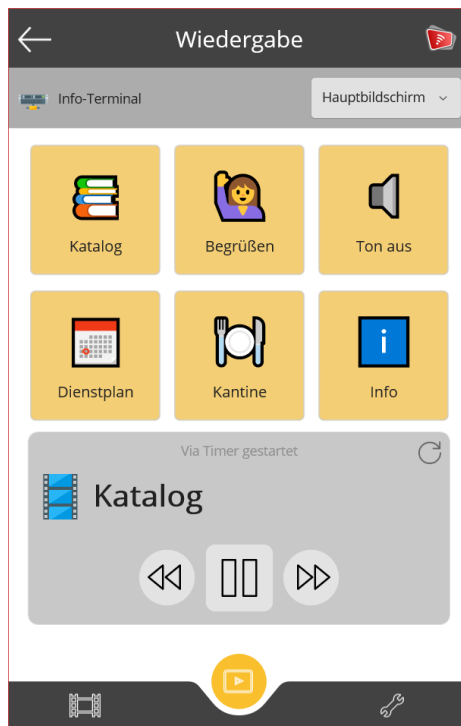 Wiedergabe
Info-Terminal
Hauptbildschirm
Katalog
Begrüßen
Ton aus
Dienstplan
Kantine
Info
Via Timer gestartet
Katalog